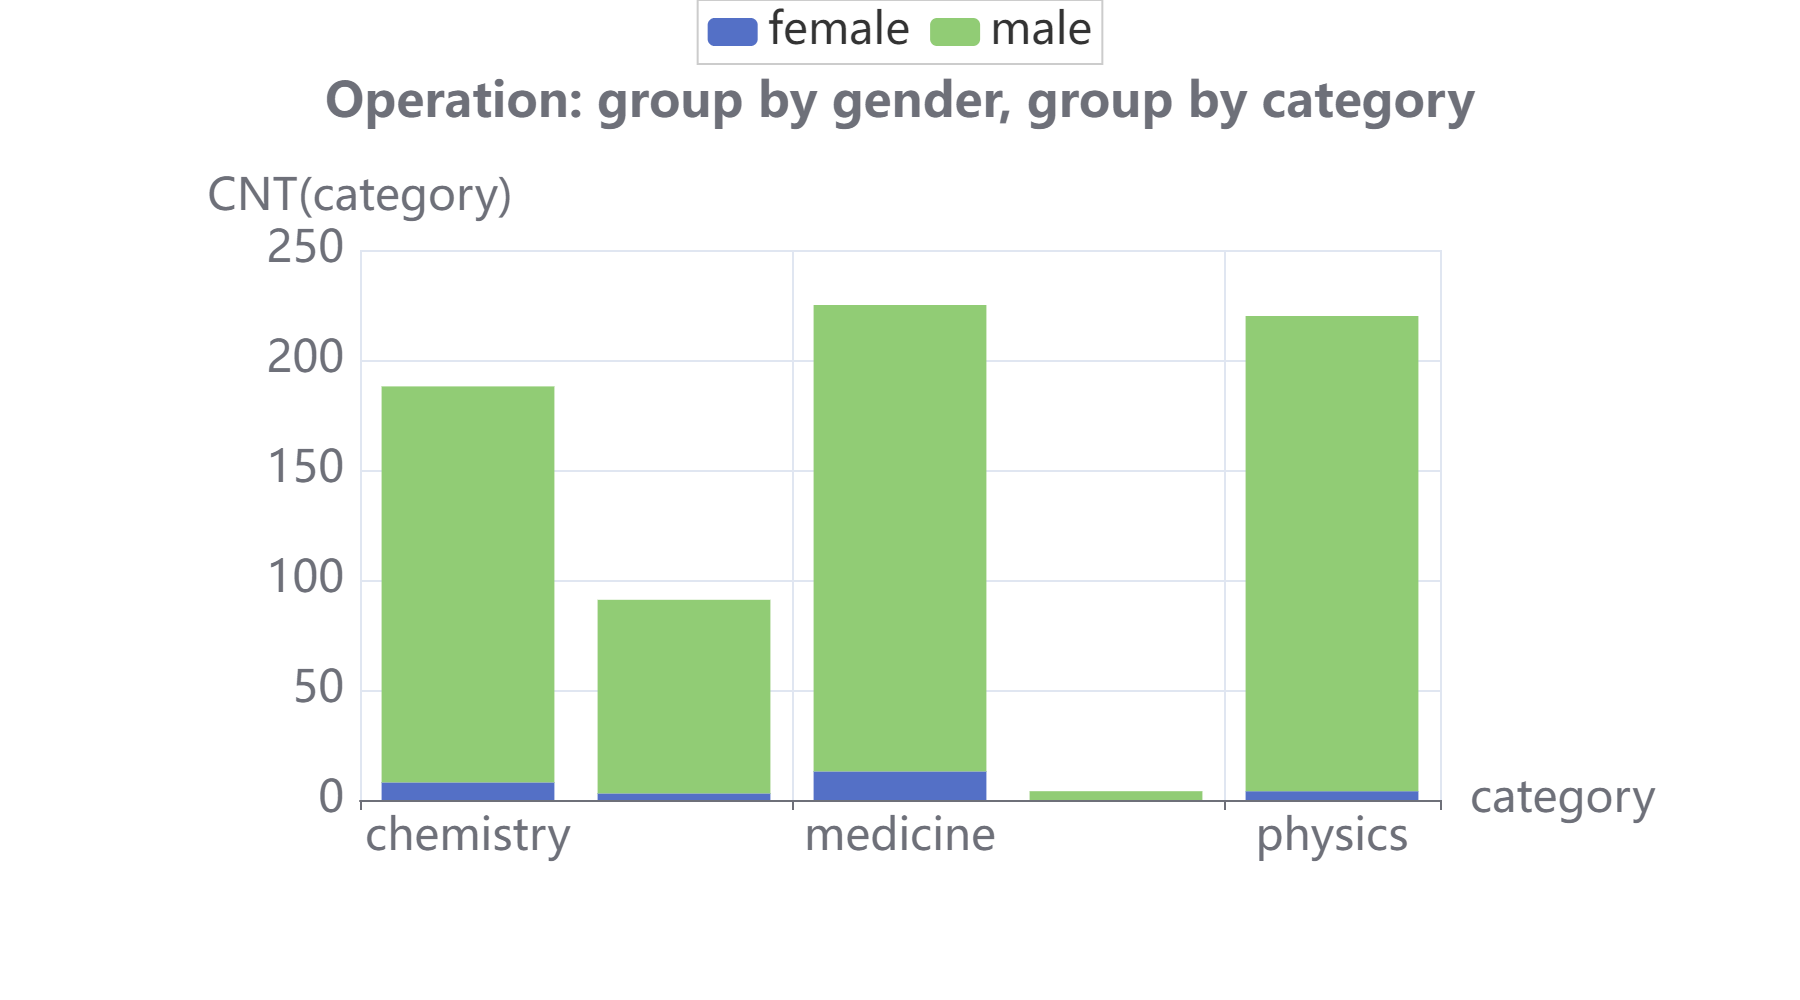 female male
Operation: group by gender, group by category
CNT(category)
250
200
150
100
50
0
chemistry medicine physics category